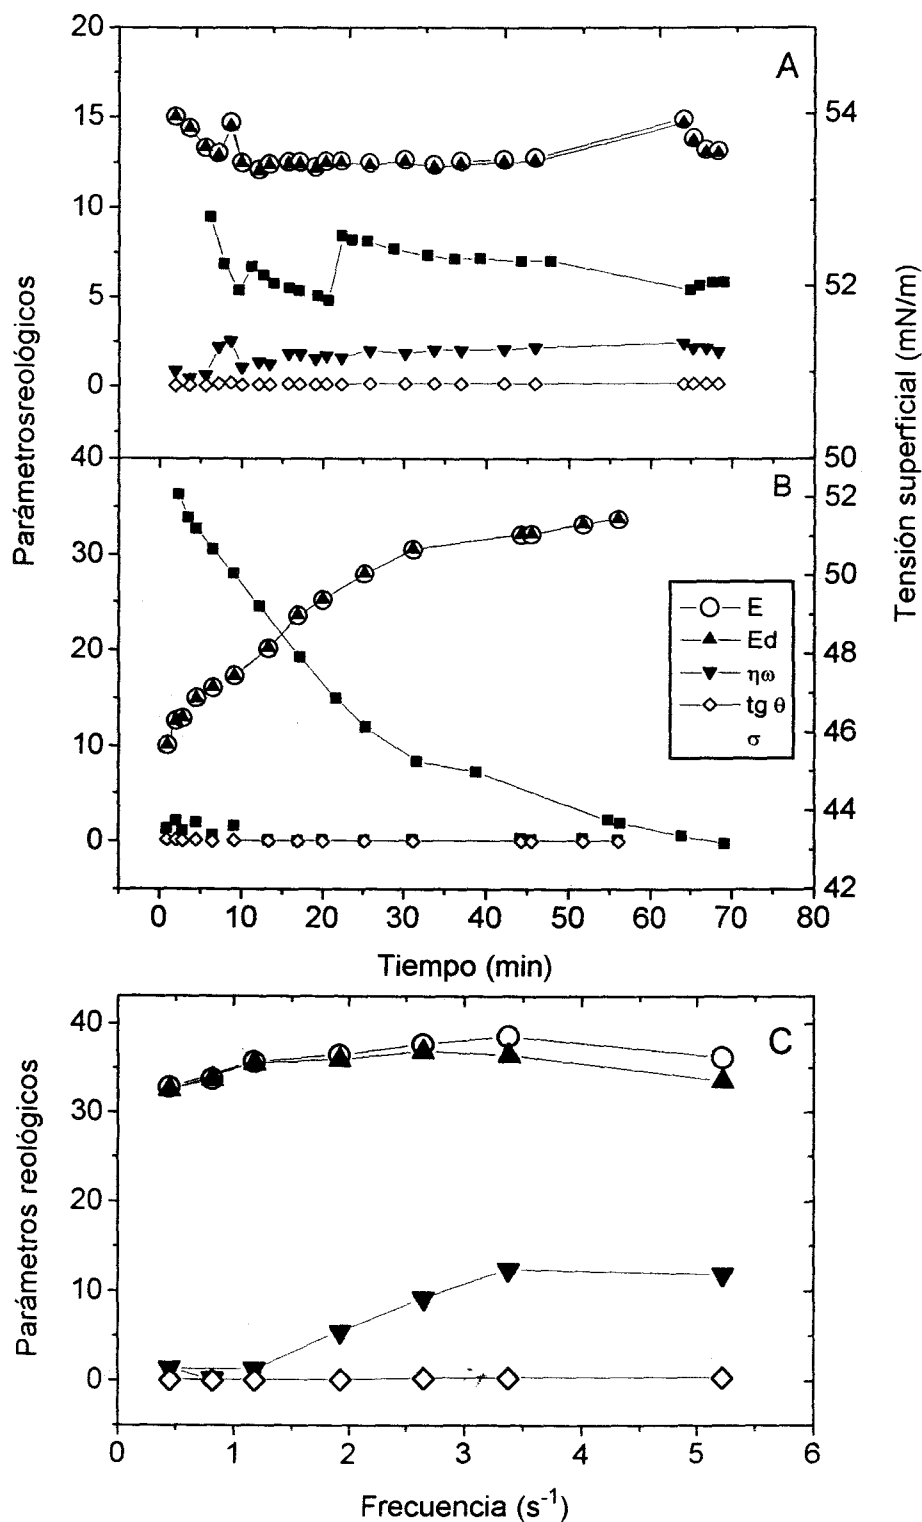 20
15
10
5
0
A
54
52
50
Parámetrosreológicos
Tensión superficial (mN/m)
40
30
20
10
0
B
52
50
48
46
44
42
E
Ed
ηω
tg θ
σ
0 10 20 30 40 50 60 70 80
Tiempo (min)
40
30
20
10
0
C
Parámetros reológicos
0 1 2 3 4 5 6
Frecuencia (s⁻¹)